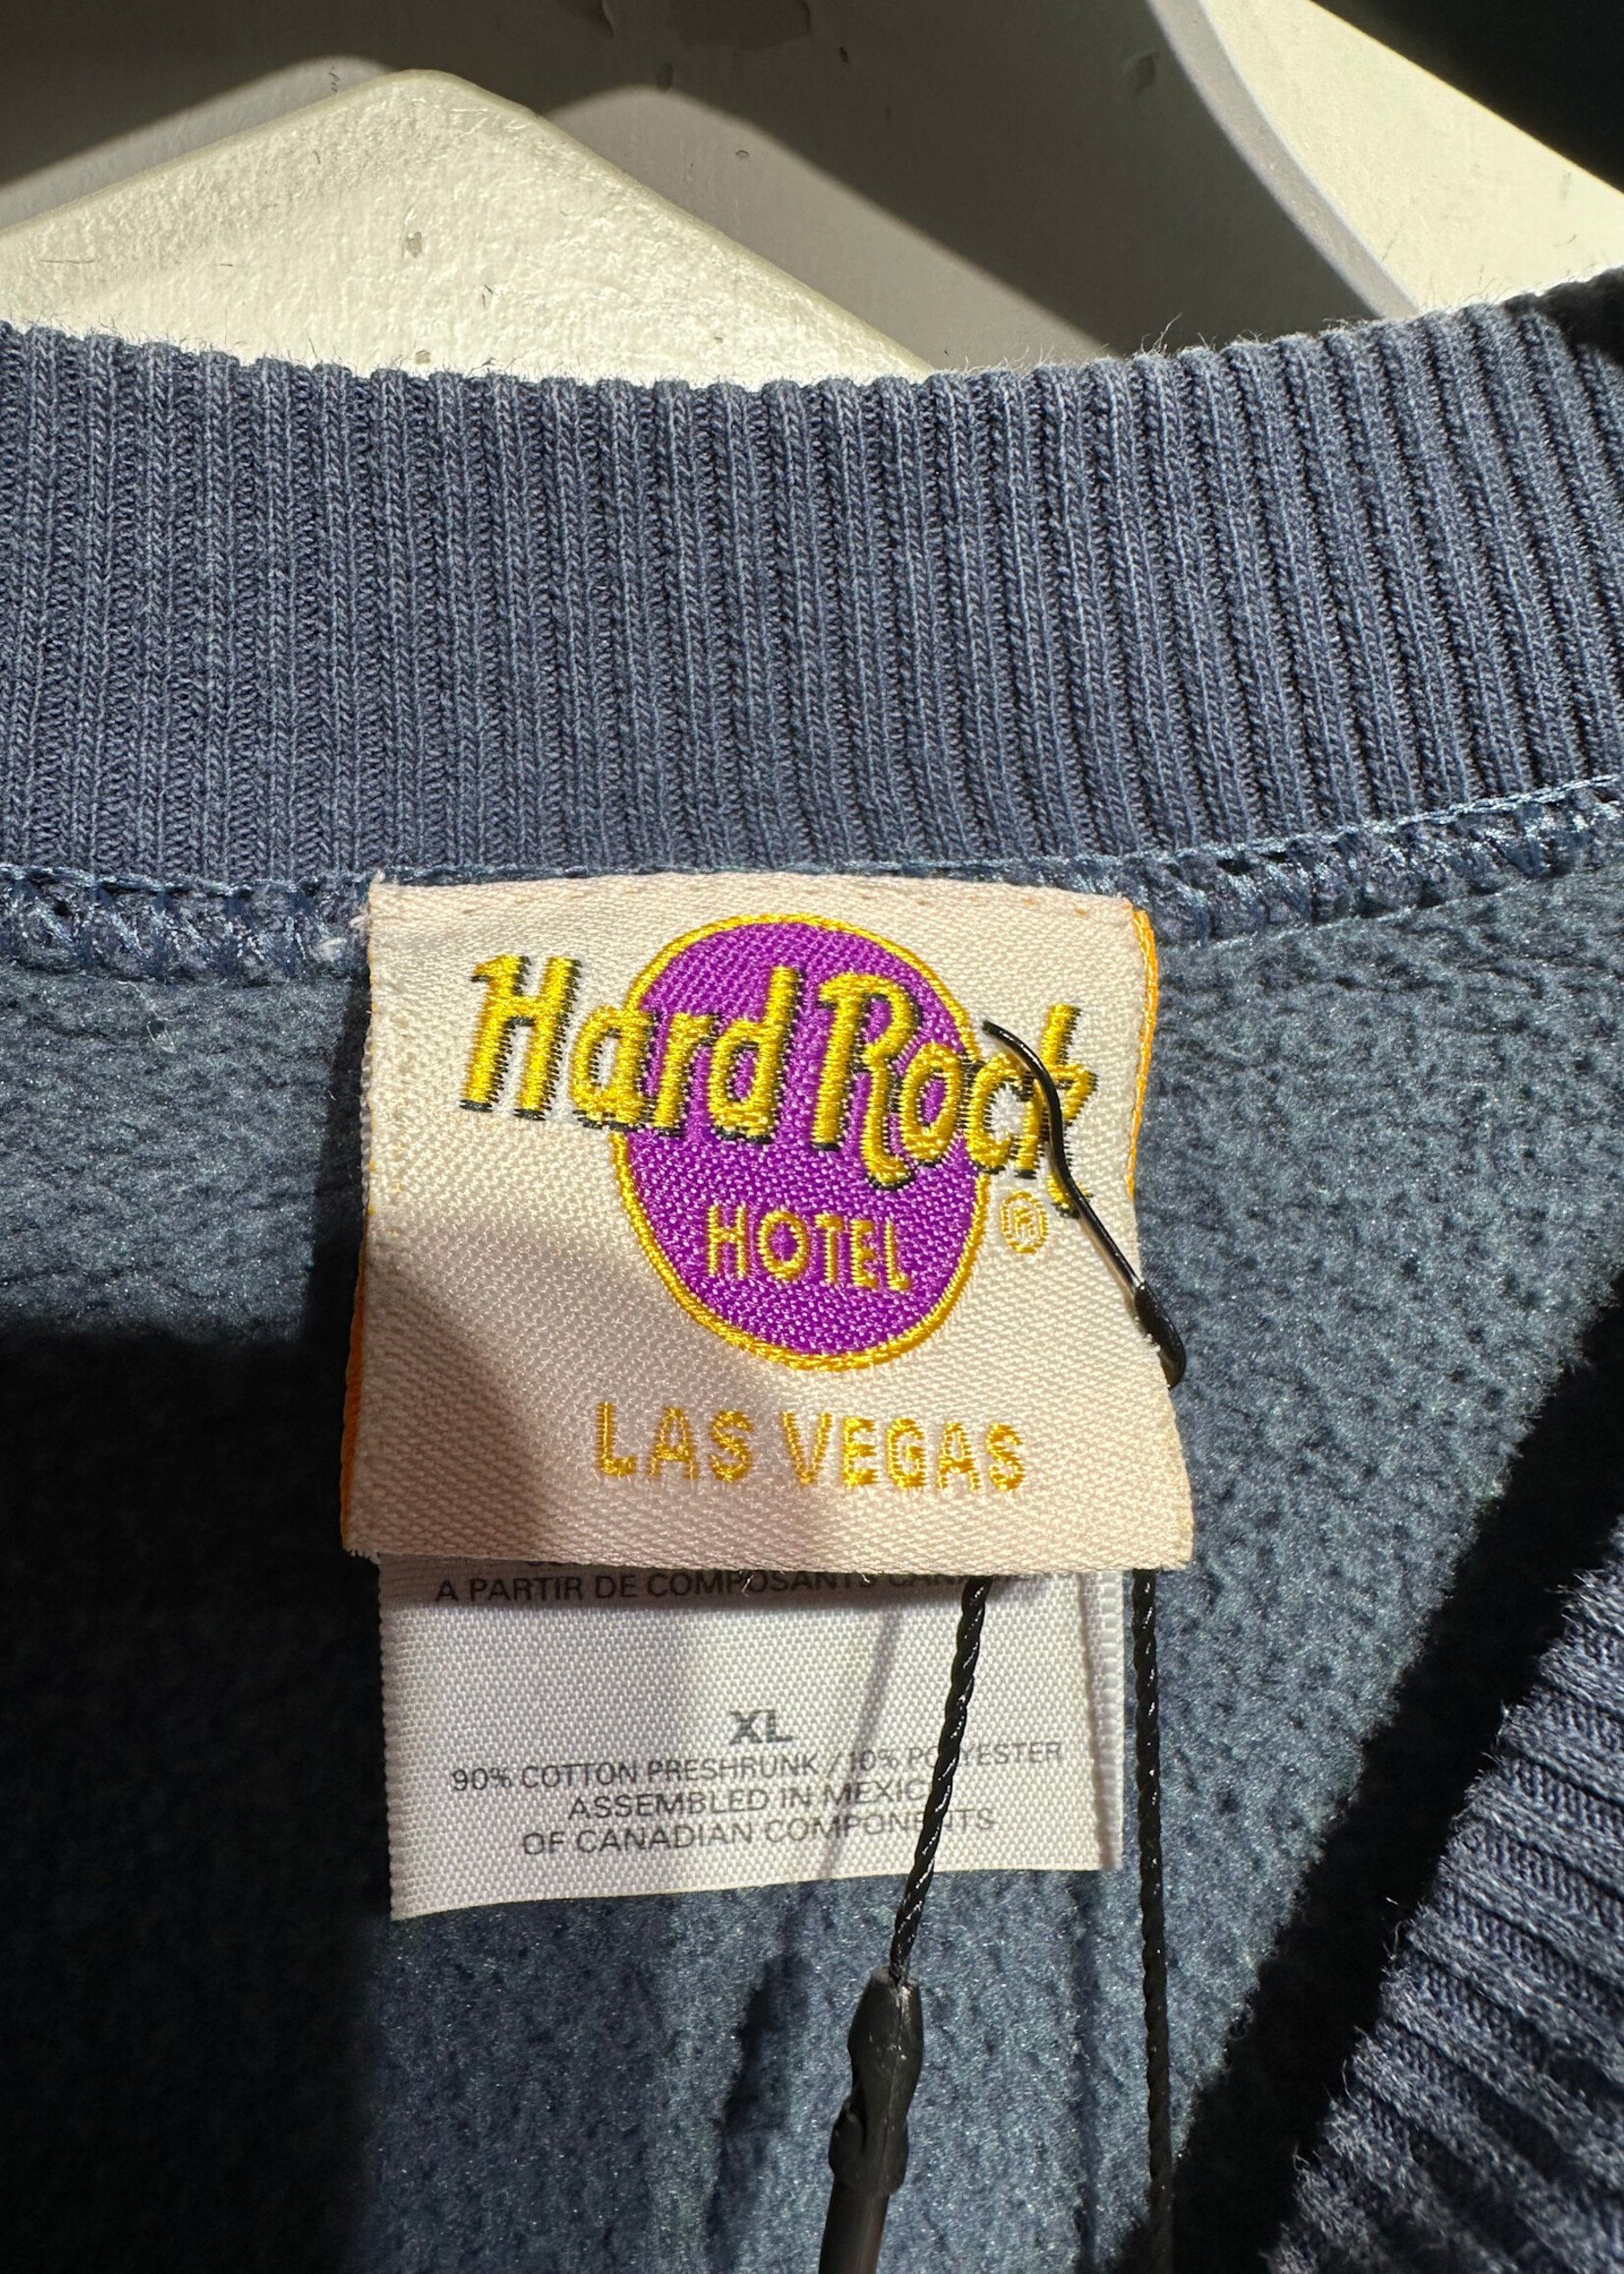 Hard Rock
HOTEL
®
LAS VEGAS
A PARTIR DE COMPOSANTS
XL
90% COTTON PRESHRUNK / 10% POLYESTER
ASSEMBLED IN MEXICO
OF CANADIAN COMPONENTS